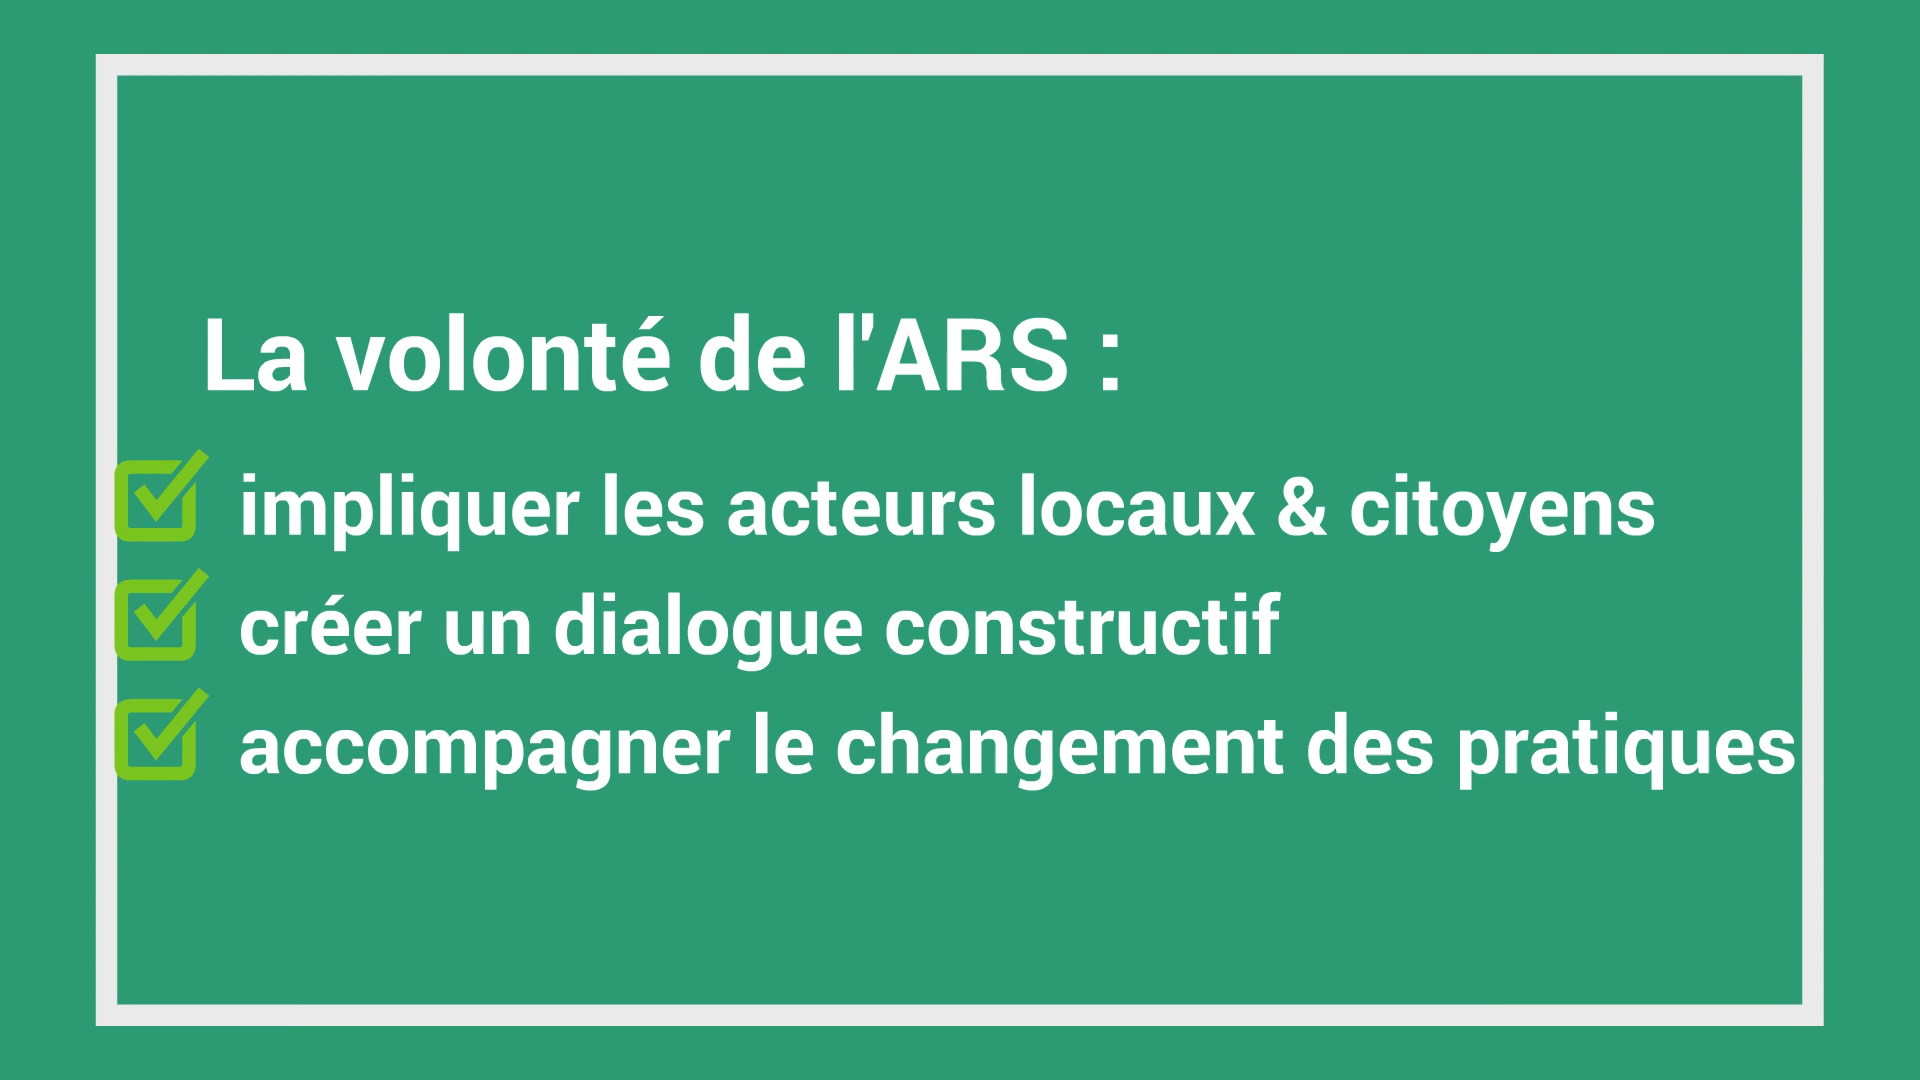 La volonté de l'ARS :
impliquer les acteurs locaux & citoyens
créer un dialogue constructif
accompagner le changement des pratiques